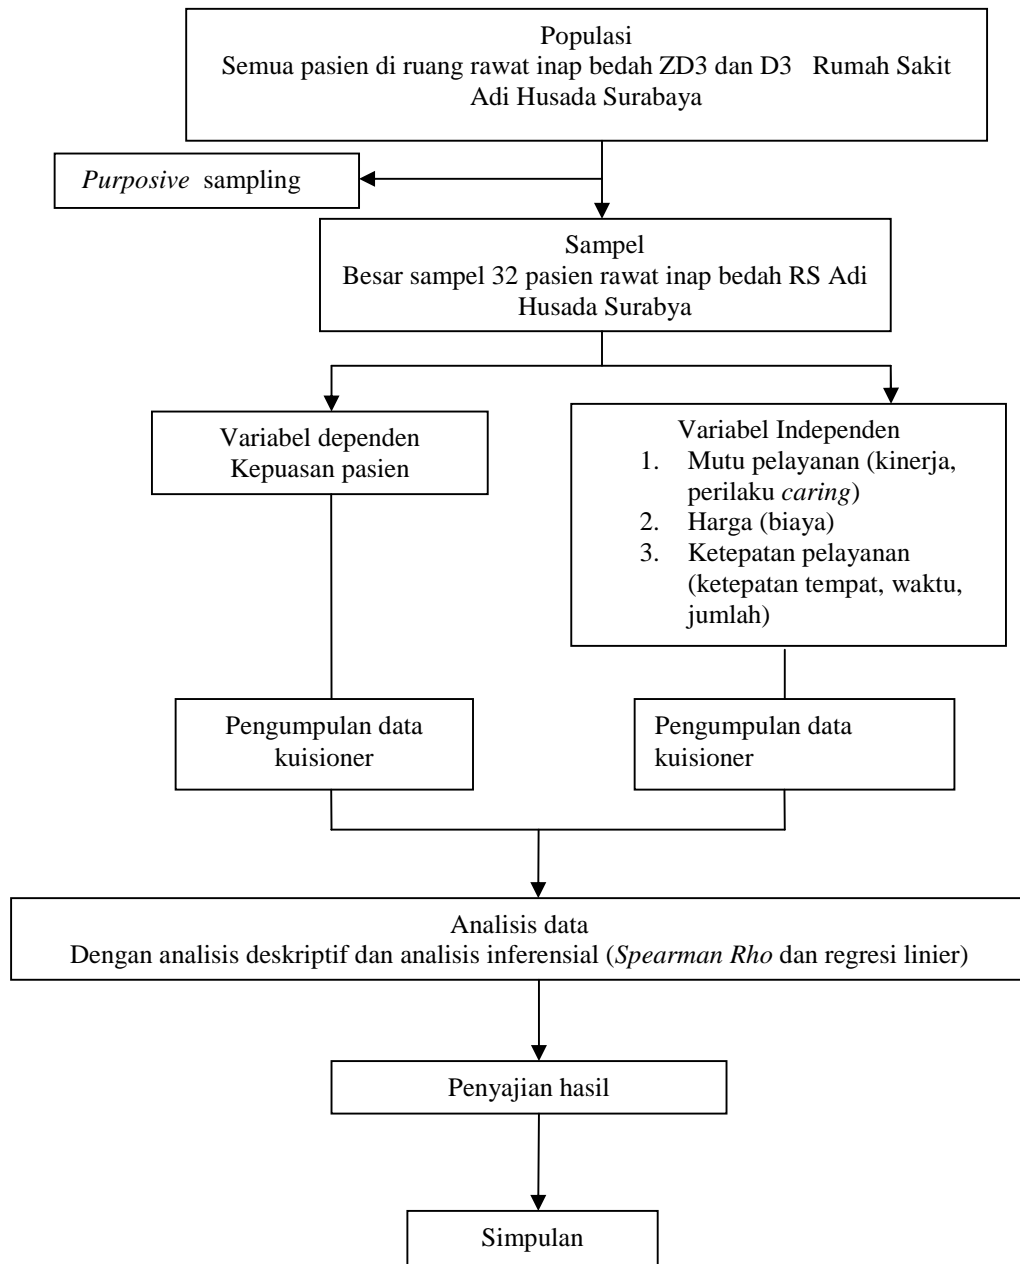 Populasi
Semua pasien di ruang rawat inap bedah ZD3 dan D3 Rumah Sakit
Adi Husada Surabaya
Purposive sampling
Sampel
Besar sampel 32 pasien rawat inap bedah RS Adi
Husada Surabya
Variabel dependen
Kepuasan pasien
Variabel Independen
1. Mutu pelayanan (kinerja,
perilaku caring)
2. Harga (biaya)
3. Ketepatan pelayanan
(ketepatan tempat, waktu,
jumlah)
Pengumpulan data
kuisioner
Pengumpulan data
kuisioner
Analisis data
Dengan analisis deskriptif dan analisis inferensial (Spearman Rho dan regresi linier)
Penyajian hasil
Simpulan